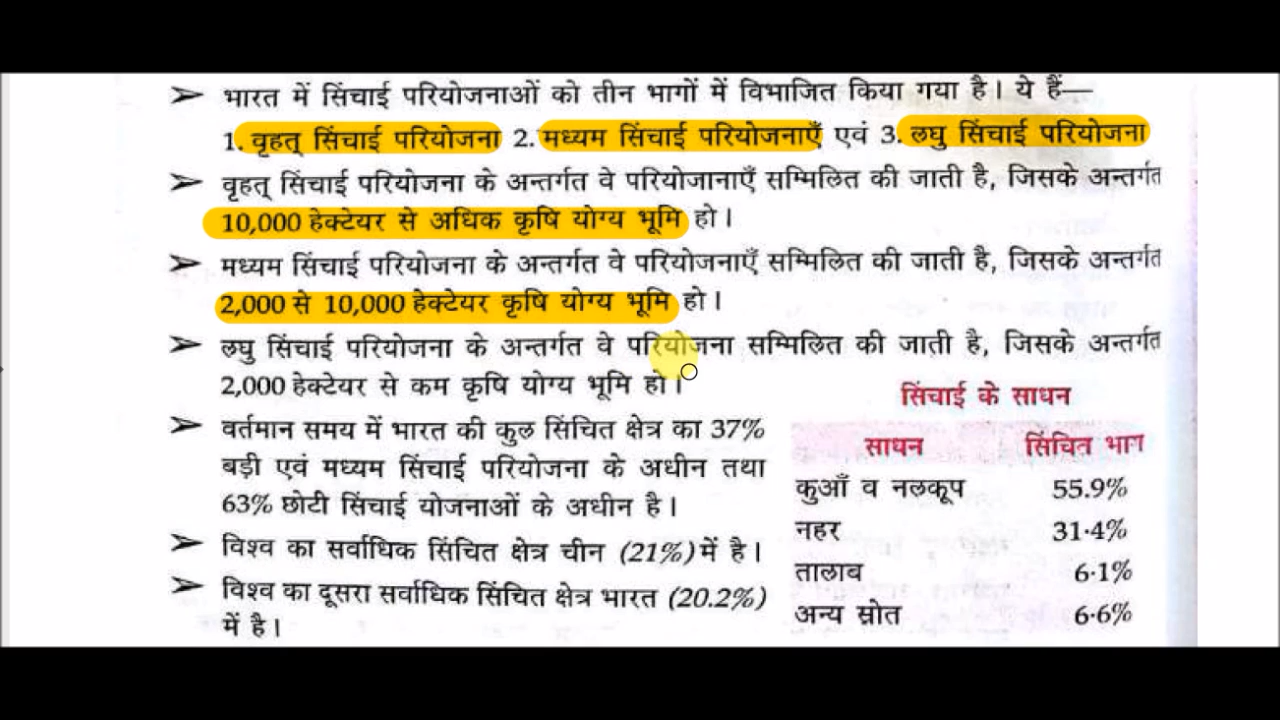 ➢ भारत में सिंचाई परियोजनाओं को तीन भागों में विभाजित किया गया है। ये हैं—
1. वृहत् सिंचाई परियोजना 2. मध्यम सिंचाई परियोजनाएँ एवं 3. लघु सिंचाई परियोजना
➢ वृहत् सिंचाई परियोजना के अन्तर्गत वे परियोजानाएँ सम्मिलित की जाती है, जिसके अन्तर्गत
10,000 हेक्टेयर से अधिक कृषि योग्य भूमि हो।
➢ मध्यम सिंचाई परियोजना के अन्तर्गत वे परियोजनाएँ सम्मिलित की जाती है, जिसके अन्तर्गत
2,000 से 10,000 हेक्टेयर कृषि योग्य भूमि हो।
➢ लघु सिंचाई परियोजना के अन्तर्गत वे परियोजना सम्मिलित की जाती है, जिसके अन्तर्गत
2,000 हेक्टेयर से कम कृषि योग्य भूमि हो।
➢ वर्तमान समय में भारत की कुल सिंचित क्षेत्र का 37%
बड़ी एवं मध्यम सिंचाई परियोजना के अधीन तथा
63% छोटी सिंचाई योजनाओं के अधीन है।
➢ विश्व का सर्वाधिक सिंचित क्षेत्र चीन (21%) में है।
➢ विश्व का दूसरा सर्वाधिक सिंचित क्षेत्र भारत (20.2%)
में है।
सिंचाई के साधन
साधन सिंचित भाग
कुआँ व नलकूप 55.9%
नहर 31·4%
तालाब 6·1%
अन्य स्रोत 6·6%